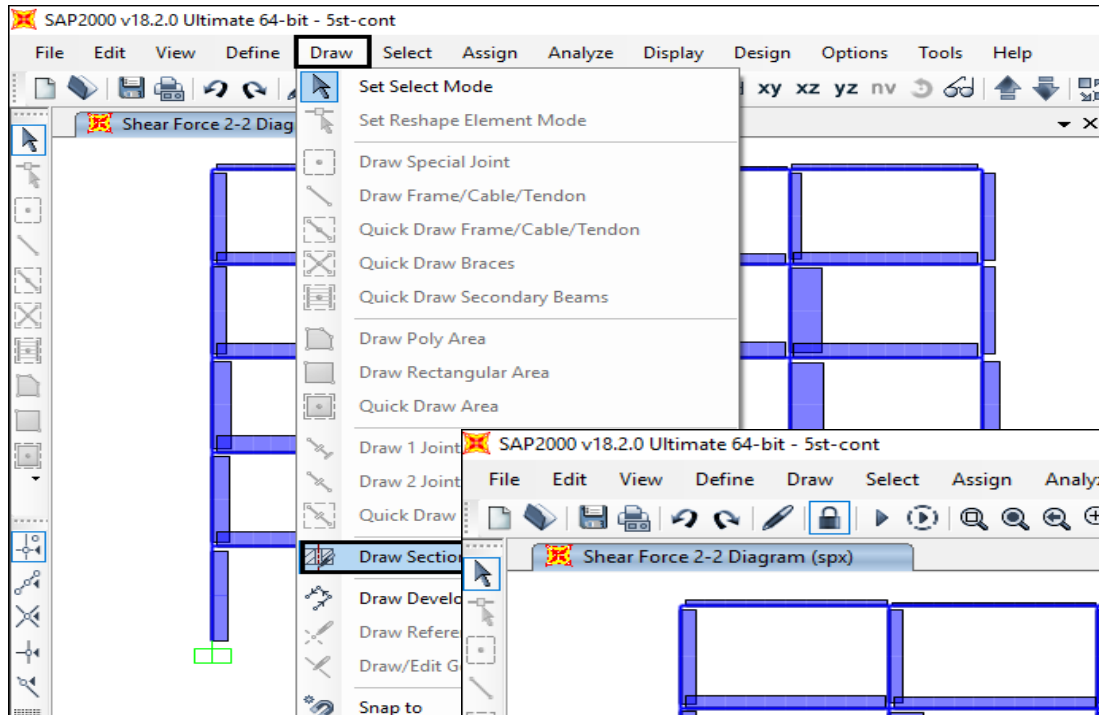 SAP2000 v18.2.0 Ultimate 64-bit - 5st-cont
File Edit View Define Draw Select Assign Analyze Display Design Options Tools Help
xy xz yz nv
Shear Force 2-2 Diag
Set Select Mode
Set Reshape Element Mode
Draw Special Joint
Draw Frame/Cable/Tendon
Quick Draw Frame/Cable/Tendon
Quick Draw Braces
Quick Draw Secondary Beams
Draw Poly Area
Draw Rectangular Area
Quick Draw Area
Draw 1 Joint
Draw 2 Joint
Quick Draw
Draw Section
Draw Develo
Draw Refere
Draw/Edit G
Snap to
SAP2000 v18.2.0 Ultimate 64-bit - 5st-cont
File Edit View Define Draw Select Assign Analy
Shear Force 2-2 Diagram (spx)